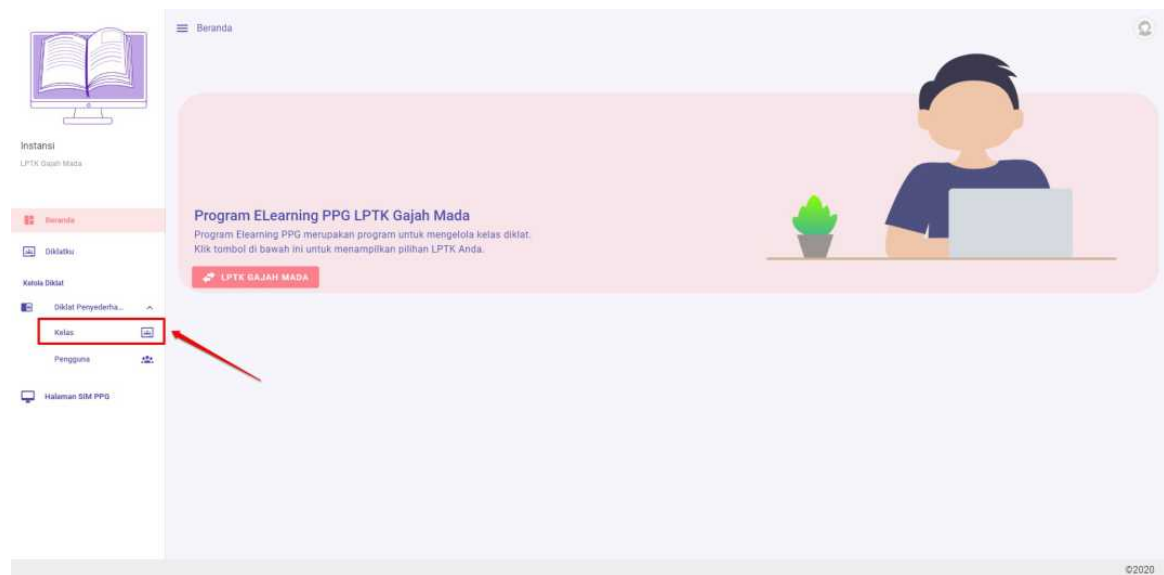 Beranda
Instansi
LPTK Gajah Mada
Beranda
Diklatku
Kelola Diklat
Diklat Penyederha...
Kelas
Pengguna
Halaman SIM PPG
Program ELearning PPG LPTK Gajah Mada
Program Elearning PPG merupakan program untuk mengelola kelas diklat.
Klik tombol di bawah ini untuk menampilkan pilihan LPTK Anda.
LPTK GAJAH MADA
©2020